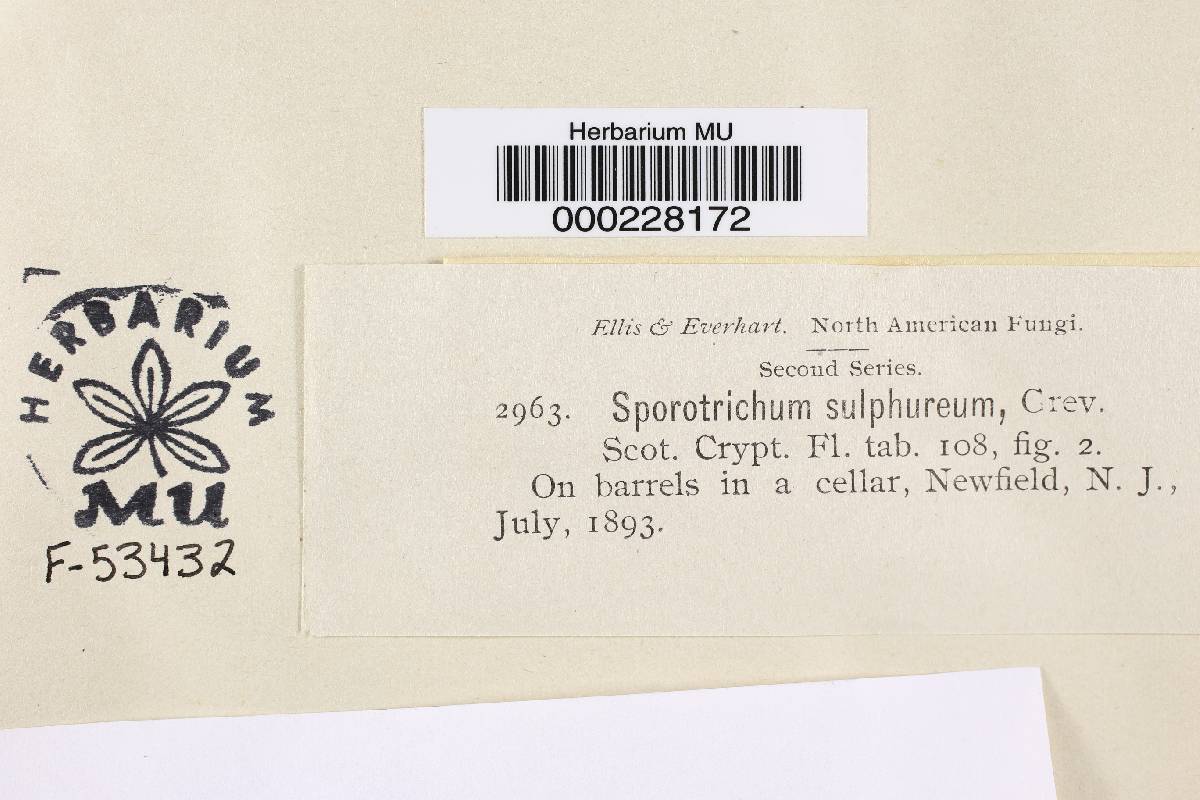 Herbarium MU
000228172
HERBARIUM
MU
F-53432
Ellis & Everhart. North American Fungi.
Second Series.
2963. Sporotrichum sulphureum, Grev.
Scot. Crypt. Fl. tab. 108, fig. 2.
On barrels in a cellar, Newfield, N. J.,
July, 1893.